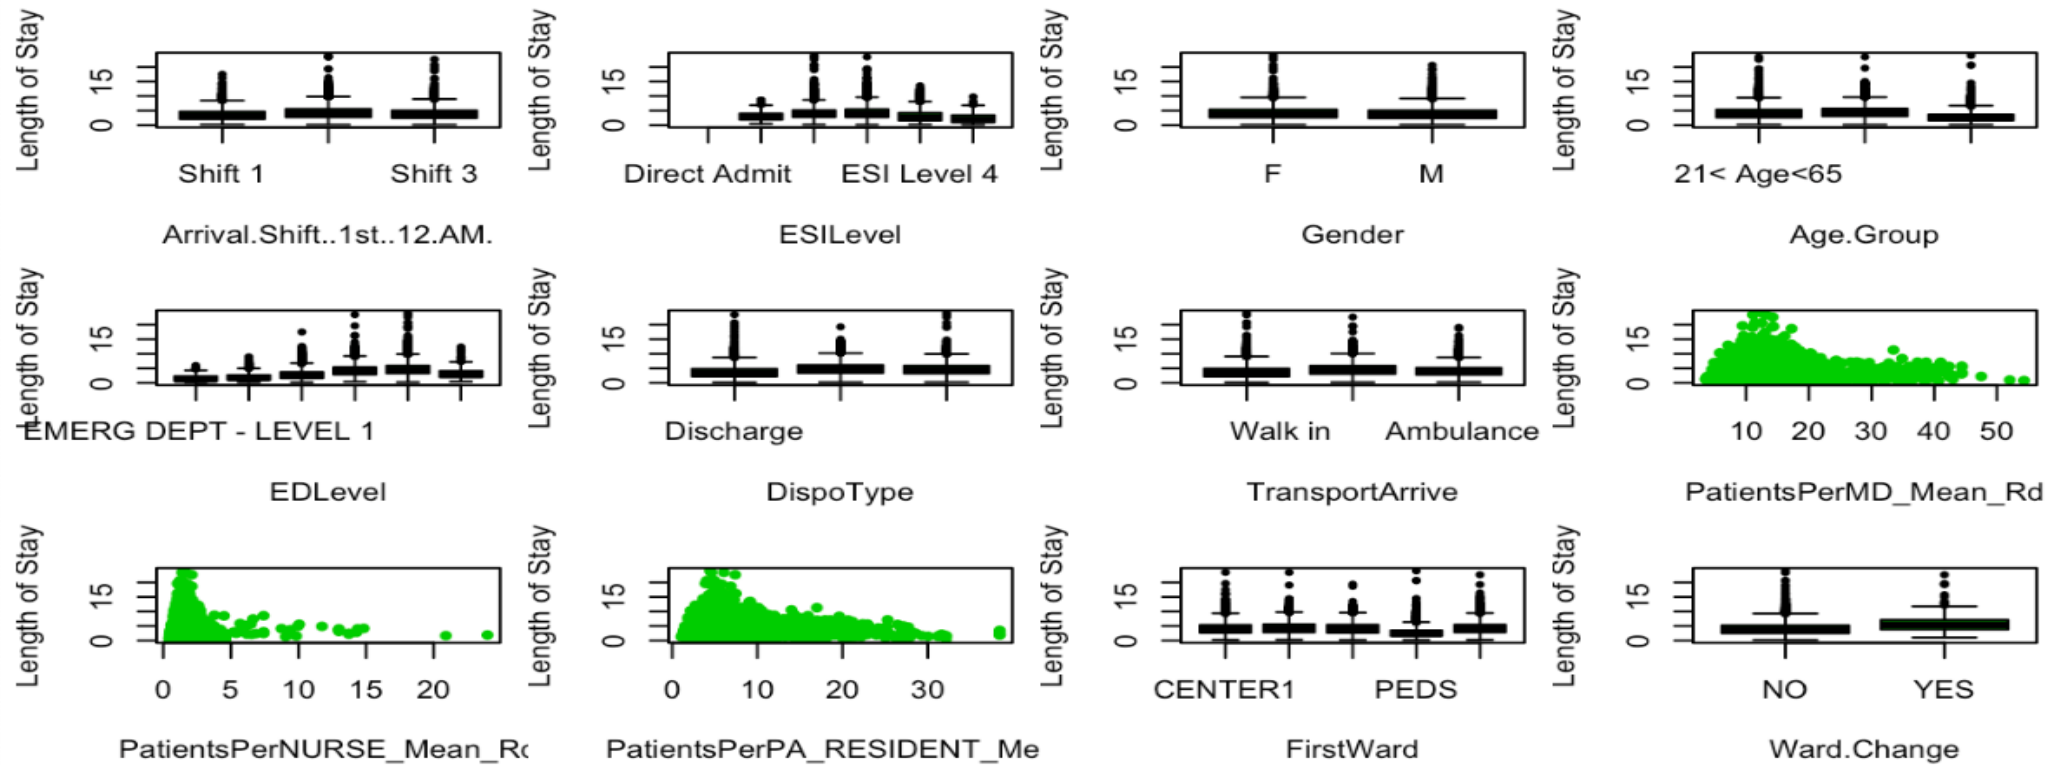 Length of Stay
15
0
Shift 1
Shift 3
Arrival.Shift..1st..12.AM.
Length of Stay
15
0
Direct Admit
ESI Level 4
ESILevel
Length of Stay
15
0
F
M
Gender
Length of Stay
15
0
21< Age<65
Age.Group
Length of Stay
15
0
EMERG DEPT - LEVEL 1
EDLevel
Length of Stay
15
0
Discharge
DispoType
Length of Stay
15
0
Walk in
Ambulance
TransportArrive
Length of Stay
15
0
10 20 30 40 50
PatientsPerMD_Mean_Rd
Length of Stay
15
0
0 5 10 15 20
PatientsPerNURSE_Mean_Rd
Length of Stay
15
0
0 10 20 30
PatientsPerPA_RESIDENT_Me
Length of Stay
15
0
CENTER1
PEDS
FirstWard
Length of Stay
15
0
NO
YES
Ward.Change